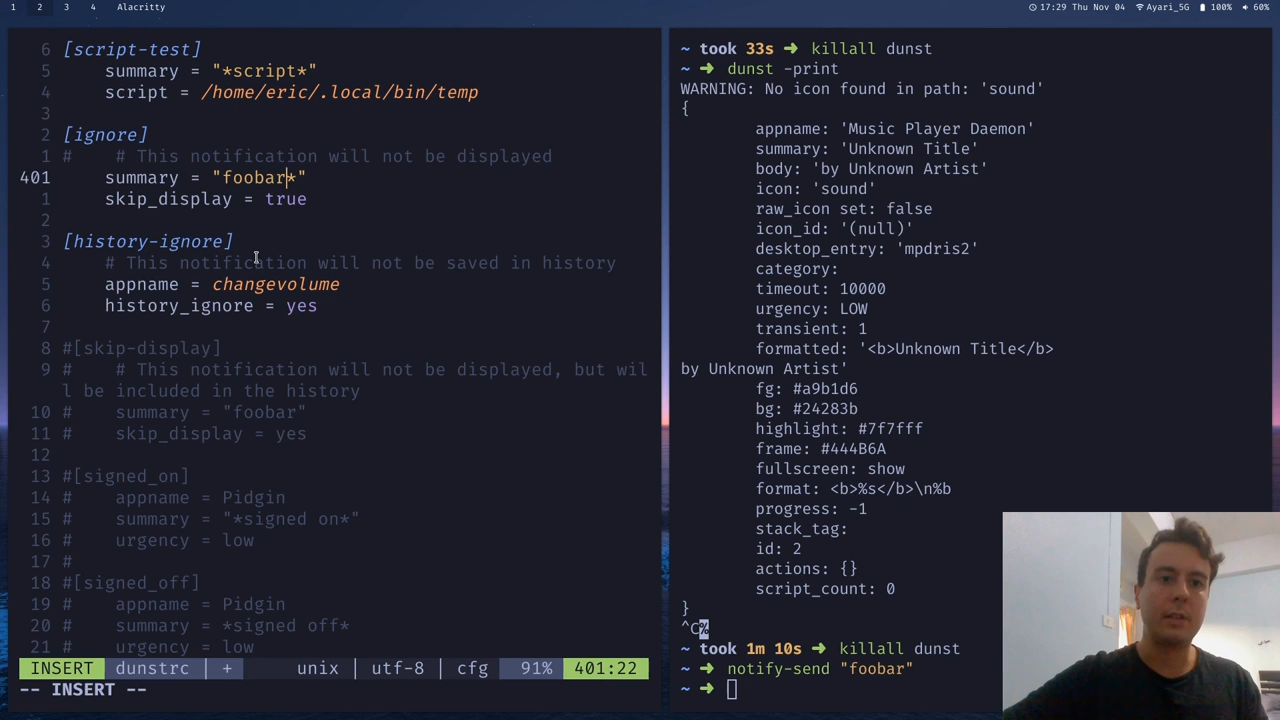 1 2 3 4 Alacritty 17:29 Thu Nov 04 Ayari_5G 100% 60%
6 [script-test]
5 summary = "*script*"
4 script = /home/eric/.local/bin/temp
3
2 [ignore]
1 # # This notification will not be displayed
401 summary = "foobar*"
1 skip_display = true
2
3 [history-ignore]
4 # This notification will not be saved in history
5 appname = changevolume
6 history_ignore = yes
7
8 #[skip-display]
9 # # This notification will not be displayed, but wil
l be included in the history
10 # summary = "foobar"
11 # skip_display = yes
12
13 #[signed_on]
14 # appname = Pidgin
15 # summary = "*signed on*"
16 # urgency = low
17 #
18 #[signed_off]
19 # appname = Pidgin
20 # summary = *signed off*
21 # urgency = low
INSERT dunstrc | + unix | utf-8 | cfg 91% 401:22
-- INSERT --
~ took 33s ➜ killall dunst
~ ➜ dunst -print
WARNING: No icon found in path: 'sound'
{
appname: 'Music Player Daemon'
summary: 'Unknown Title'
body: 'by Unknown Artist'
icon: 'sound'
raw_icon set: false
icon_id: '(null)'
desktop_entry: 'mpdris2'
category:
timeout: 10000
urgency: LOW
transient: 1
formatted: '<b>Unknown Title</b>
by Unknown Artist'
fg: #a9b1d6
bg: #24283b
highlight: #7f7fff
frame: #444B6A
fullscreen: show
format: <b>%s</b>\n%b
progress: -1
stack_tag:
id: 2
actions: {}
script_count: 0
}
^C%
~ took 1m 10s ➜ killall dunst
~ ➜ notify-send "foobar"
~ ➜